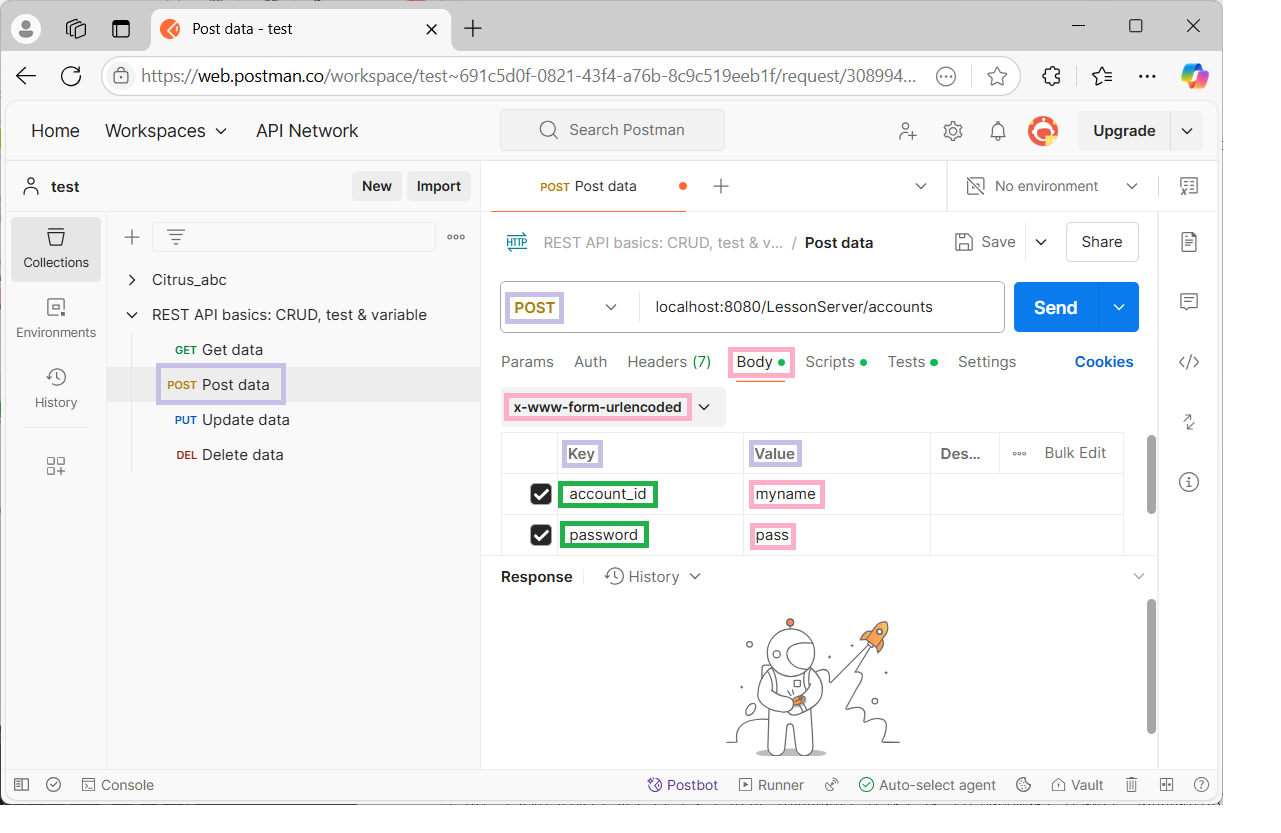 Post data - test
https://web.postman.co/workspace/test~691c5d0f-0821-43f4-a76b-8c9c519eeb1f/request/308994...
Home Workspaces API Network Search Postman Upgrade
test New Import POST Post data No environment
Collections
Environments
History
Citrus_abc
REST API basics: CRUD, test & variable
GET Get data
POST Post data
PUT Update data
DEL Delete data
HTTP REST API basics: CRUD, test & v... / Post data Save Share
POST localhost:8080/LessonServer/accounts Send
Params Auth Headers (7) Body Scripts Tests Settings Cookies
x-www-form-urlencoded
Key Value Des... Bulk Edit
account_id myname
password pass
Response History
Console Postbot Runner Auto-select agent Vault